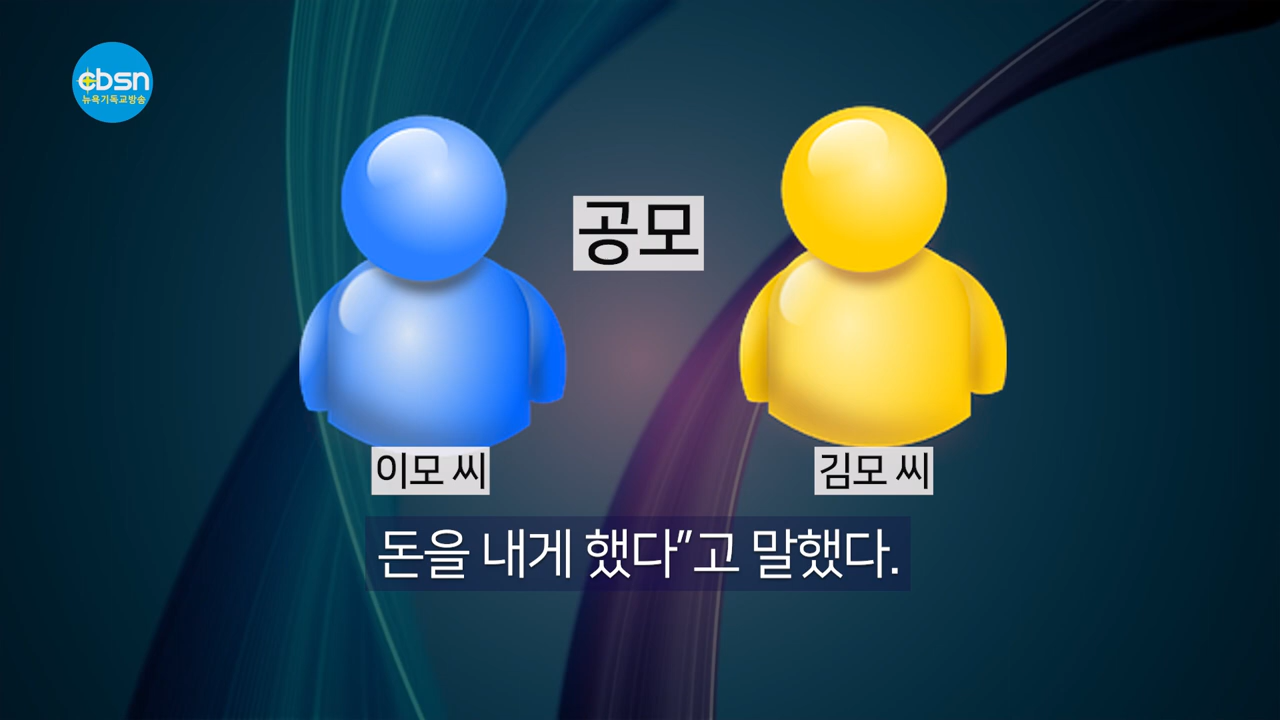 cbsn
뉴욕기독교방송
공모
이모 씨
김모 씨
돈을 내게 했다”고 말했다.